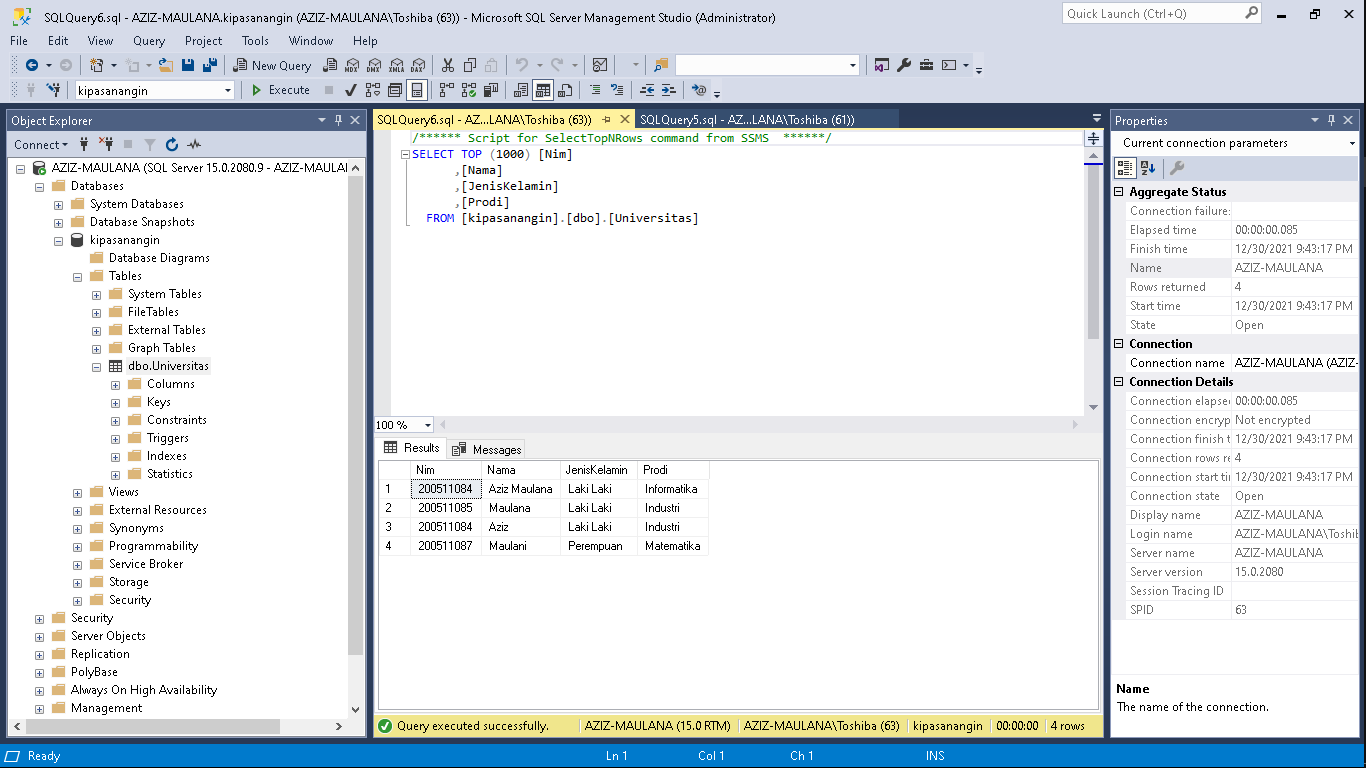 SQLQuery6.sql - AZIZ-MAULANA.kipasanangin (AZIZ-MAULANA\Toshiba (63)) - Microsoft SQL Server Management Studio (Administrator)
Quick Launch (Ctrl+Q)
File Edit View Query Project Tools Window Help
New Query MDX DMX XMLA DAX
kipasanangin Execute
Object Explorer
Connect
AZIZ-MAULANA (SQL Server 15.0.2080.9 - AZIZ-MAULAI
Databases
System Databases
Database Snapshots
kipasanangin
Database Diagrams
Tables
System Tables
FileTables
External Tables
Graph Tables
dbo.Universitas
Columns
Keys
Constraints
Triggers
Indexes
Statistics
Views
External Resources
Synonyms
Programmability
Service Broker
Storage
Security
Security
Server Objects
Replication
PolyBase
Always On High Availability
Management
SQLQuery6.sql - AZ...LANA\Toshiba (63)) SQLQuery5.sql - AZ...LANA\Toshiba (61))
/****** Script for SelectTopNRows command from SSMS ******/
SELECT TOP (1000) [Nim]
,[Nama]
,[JenisKelamin]
,[Prodi]
FROM [kipasanangin].[dbo].[Universitas]
100 %
Results Messages
Nim Nama JenisKelamin Prodi
1 200511084 Aziz Maulana Laki Laki Informatika
2 200511085 Maulana Laki Laki Industri
3 200511084 Aziz Laki Laki Industri
4 200511087 Maulani Perempuan Matematika
Query executed successfully. AZIZ-MAULANA (15.0 RTM) AZIZ-MAULANA\Toshiba (63) kipasanangin 00:00:00 4 rows
Properties
Current connection parameters
Aggregate Status
Connection failure:
Elapsed time 00:00:00.085
Finish time 12/30/2021 9:43:17 PM
Name AZIZ-MAULANA
Rows returned 4
Start time 12/30/2021 9:43:17 PM
State Open
Connection
Connection name AZIZ-MAULANA (AZIZ-
Connection Details
Connection elapse 00:00:00.085
Connection encryp Not encrypted
Connection finish t 12/30/2021 9:43:17 PM
Connection rows re 4
Connection start ti 12/30/2021 9:43:17 PM
Connection state Open
Display name AZIZ-MAULANA
Login name AZIZ-MAULANA\Toshib
Server name AZIZ-MAULANA
Server version 15.0.2080
Session Tracing ID
SPID 63
Name
The name of the connection.
Ready Ln 1 Col 1 Ch 1 INS